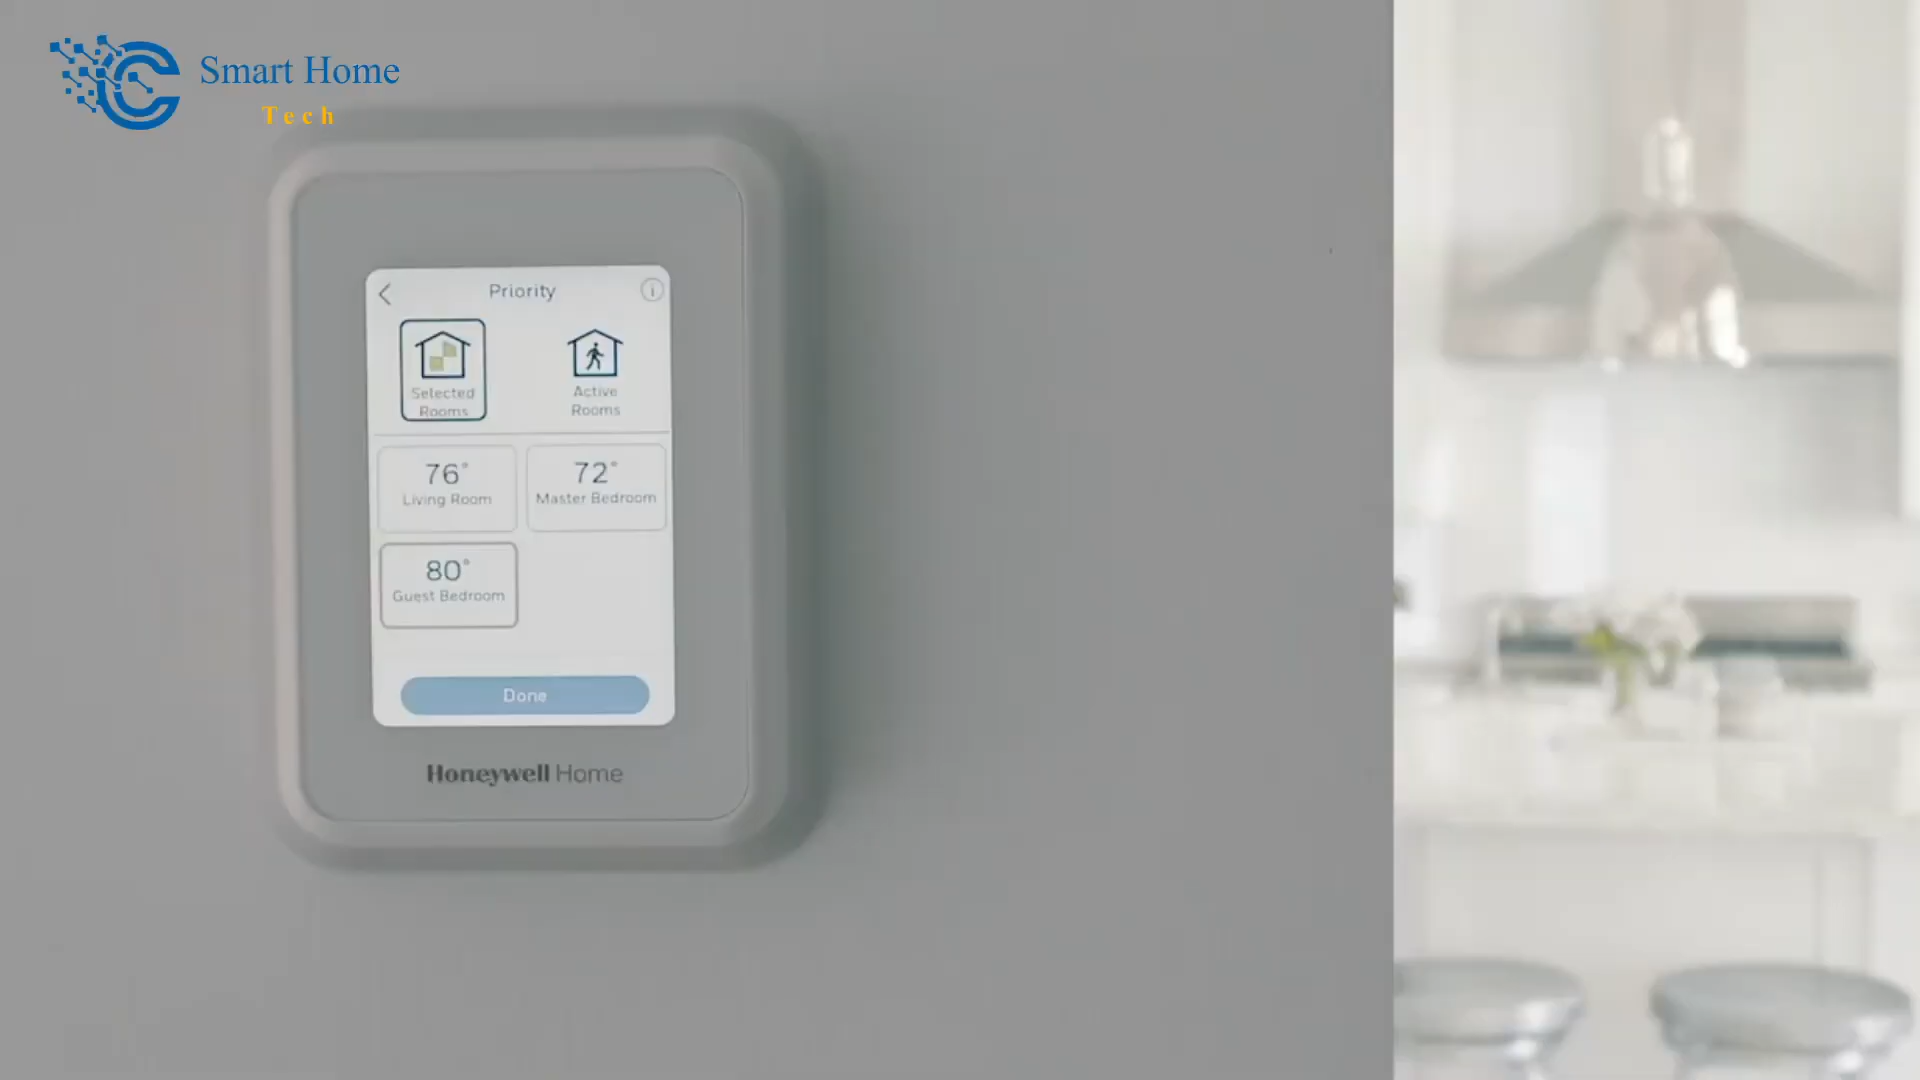 Smart Home
Tech
Priority
Selected
Rooms
Active
Rooms
76°
Living Room
72°
Master Bedroom
80°
Guest Bedroom
Done
Honeywell Home